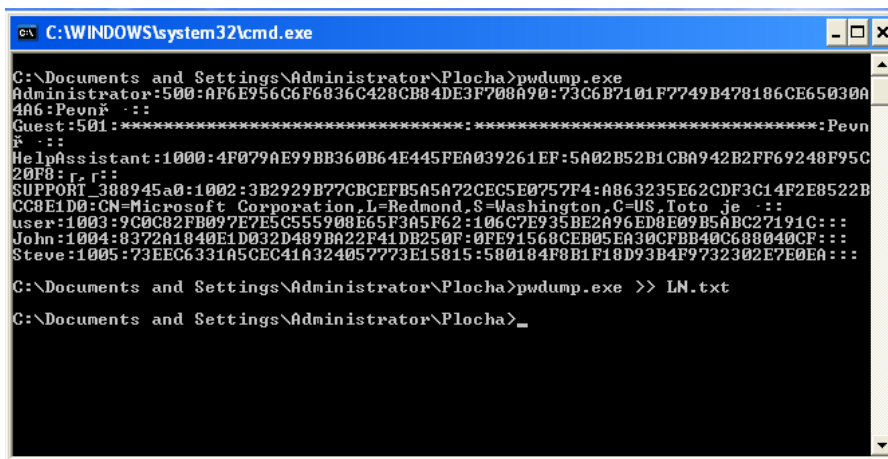 C:\WINDOWS\system32\cmd.exe
C:\Documents and Settings\Administrator\Plocha>pwdump.exe
Administrator:500:AF6E956C6F6836C428CB84DE3F708A90:73C6B7101F7749B478186CE65030A
4A6:Pevnř -::
Guest:501:********************************:********************************:Pevn
ř -::
HelpAssistant:1000:4F079AE99BB360B64E445FEA039261EF:5A02B52B1CBA942B2FF69248F95C
20F8:r,r::
SUPPORT_388945a0:1002:3B2929B77CBCEFB5A5A72CEC5E0757F4:A863235E62CDF3C14F2E8522B
CC8E1D0:CN=Microsoft Corporation,L=Redmond,S=Washington,C=US,Toto je -::
user:1003:9C0C82FB097E7E5C555908E65F3A5F62:106C7E935BE2A96ED8E09B5ABC27191C:::
John:1004:8372A1840E1D032D489BA22F41DB250F:0FE91568CEB05EA30CFBB40C688040CF:::
Steve:1005:73EEC6331A5CEC41A324057773E15815:580184F8B1F18D93B4F9732302E7E0EA:::
C:\Documents and Settings\Administrator\Plocha>pwdump.exe >> LN.txt
C:\Documents and Settings\Administrator\Plocha>_